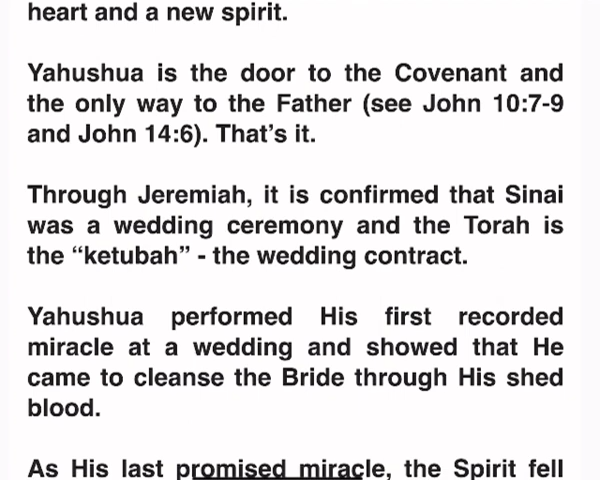 heart and a new spirit.
Yahushua is the door to the Covenant and
the only way to the Father (see John 10:7-9
and John 14:6). That's it.
Through Jeremiah, it is confirmed that Sinai
was a wedding ceremony and the Torah is
the “ketubah” - the wedding contract.
Yahushua performed His first recorded
miracle at a wedding and showed that He
came to cleanse the Bride through His shed
blood.
As His last promised miracle, the Spirit fell